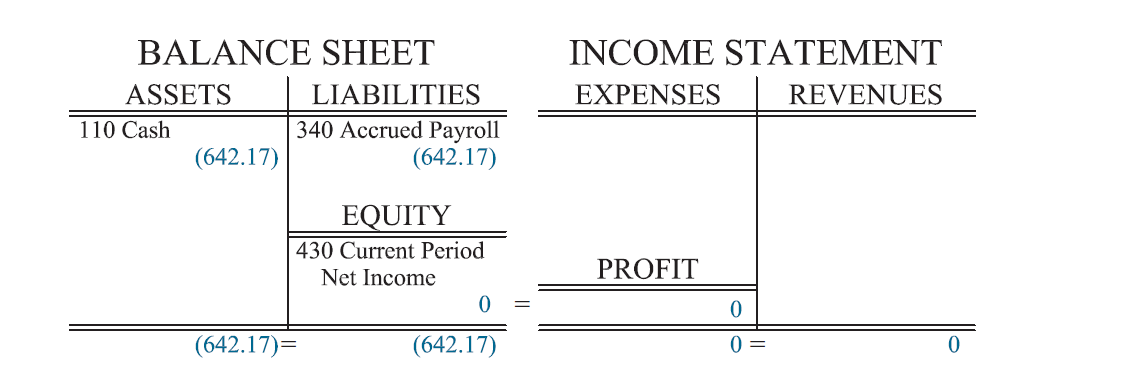 BALANCE SHEET INCOME STATEMENT
ASSETS LIABILITIES EXPENSES REVENUES
110 Cash 340 Accrued Payroll
(642.17) (642.17)
EQUITY
430 Current Period
Net Income
PROFIT
0 = 0
(642.17)= (642.17) 0 = 0